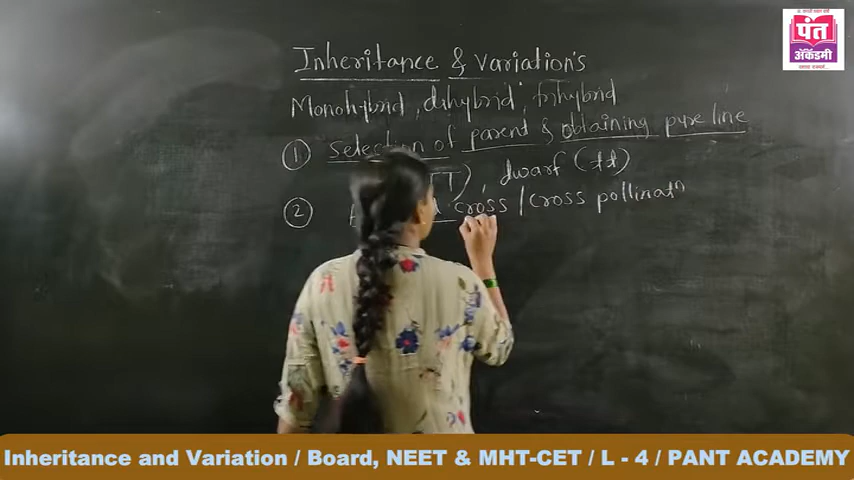 पंत
अॅकॅडमी
Inheritance & variation's
Monohybrid, dihybrid, trihybrid
① Selection of parent & obtaining pure line
TT), dwarf (tt)
② cross / cross pollinatn
Inheritance and Variation / Board, NEET & MHT-CET / L - 4 / PANT ACADEMY